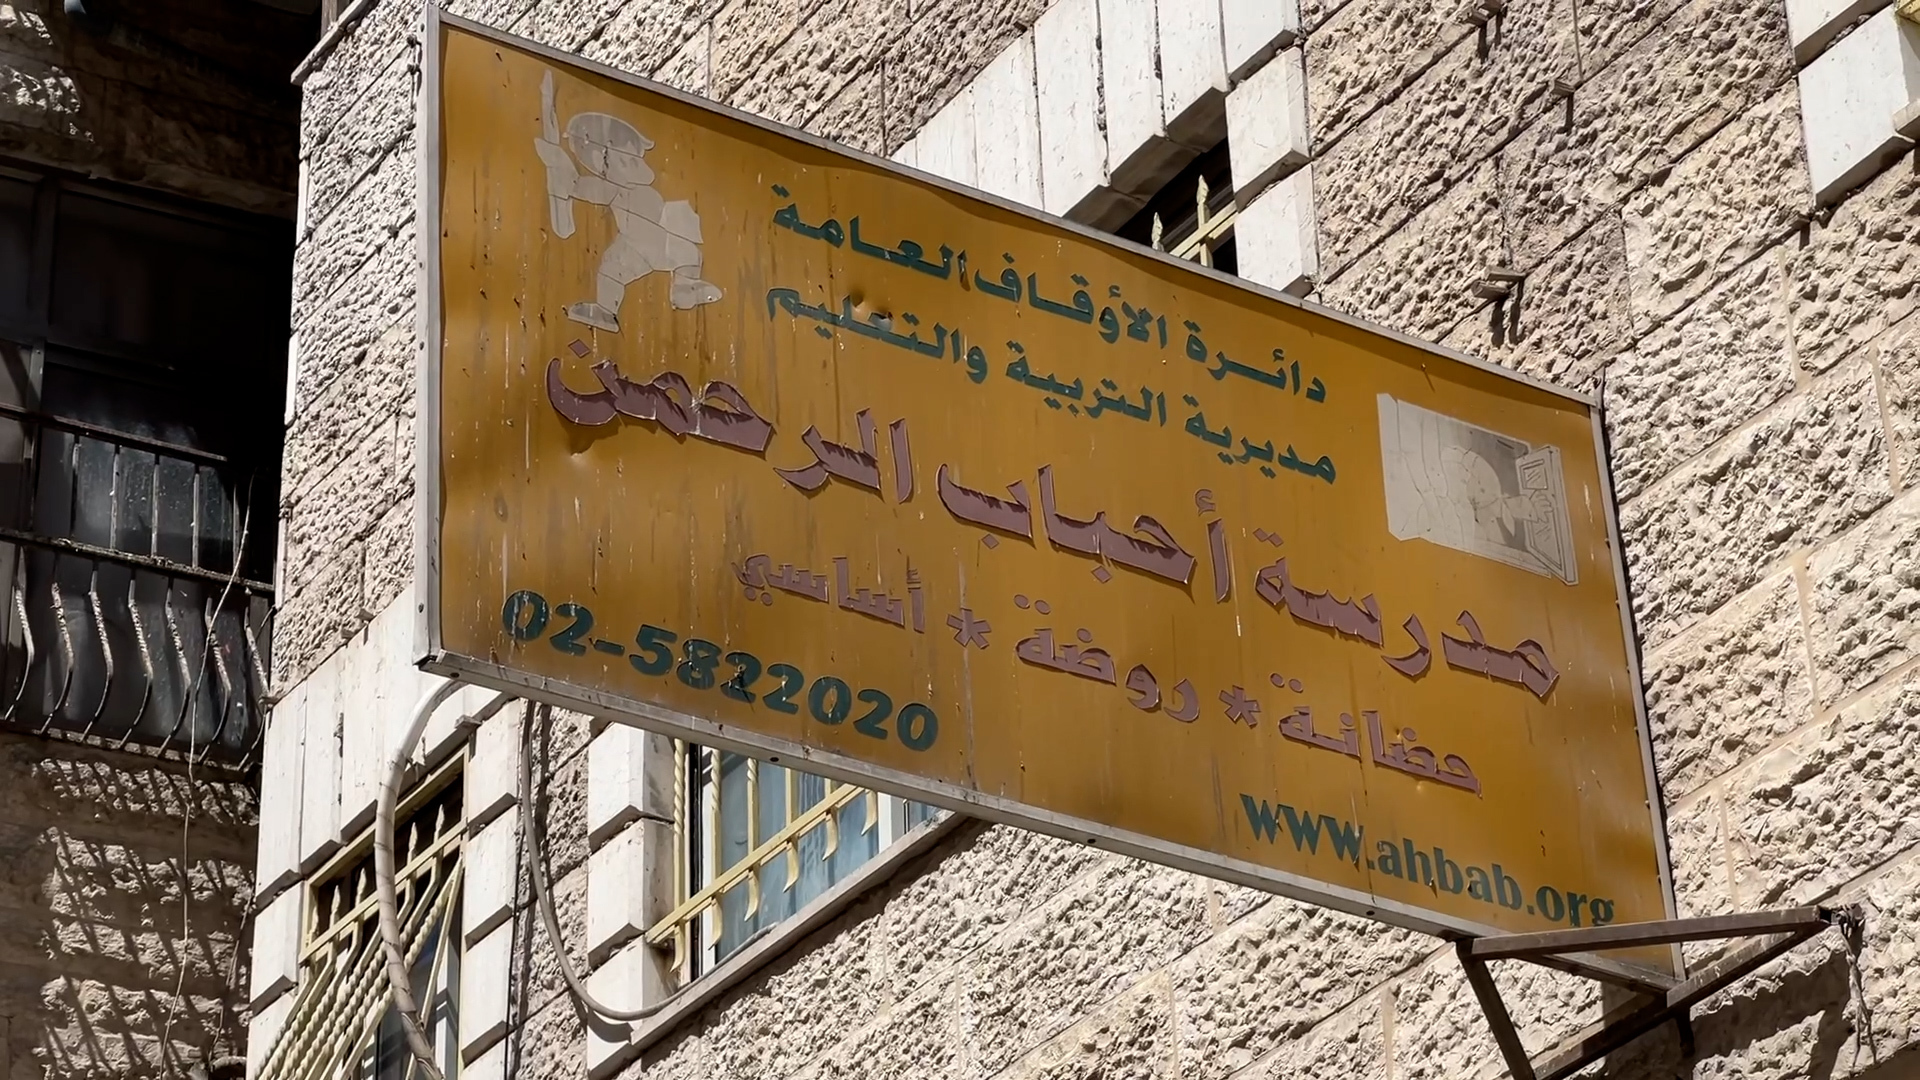 دائرة الأوقاف العامة
مديرية التربية والتعليم
مدرسة أحباب الرحمن
حضانة * روضة * أساسي
02-5822020
www.ahbab.org